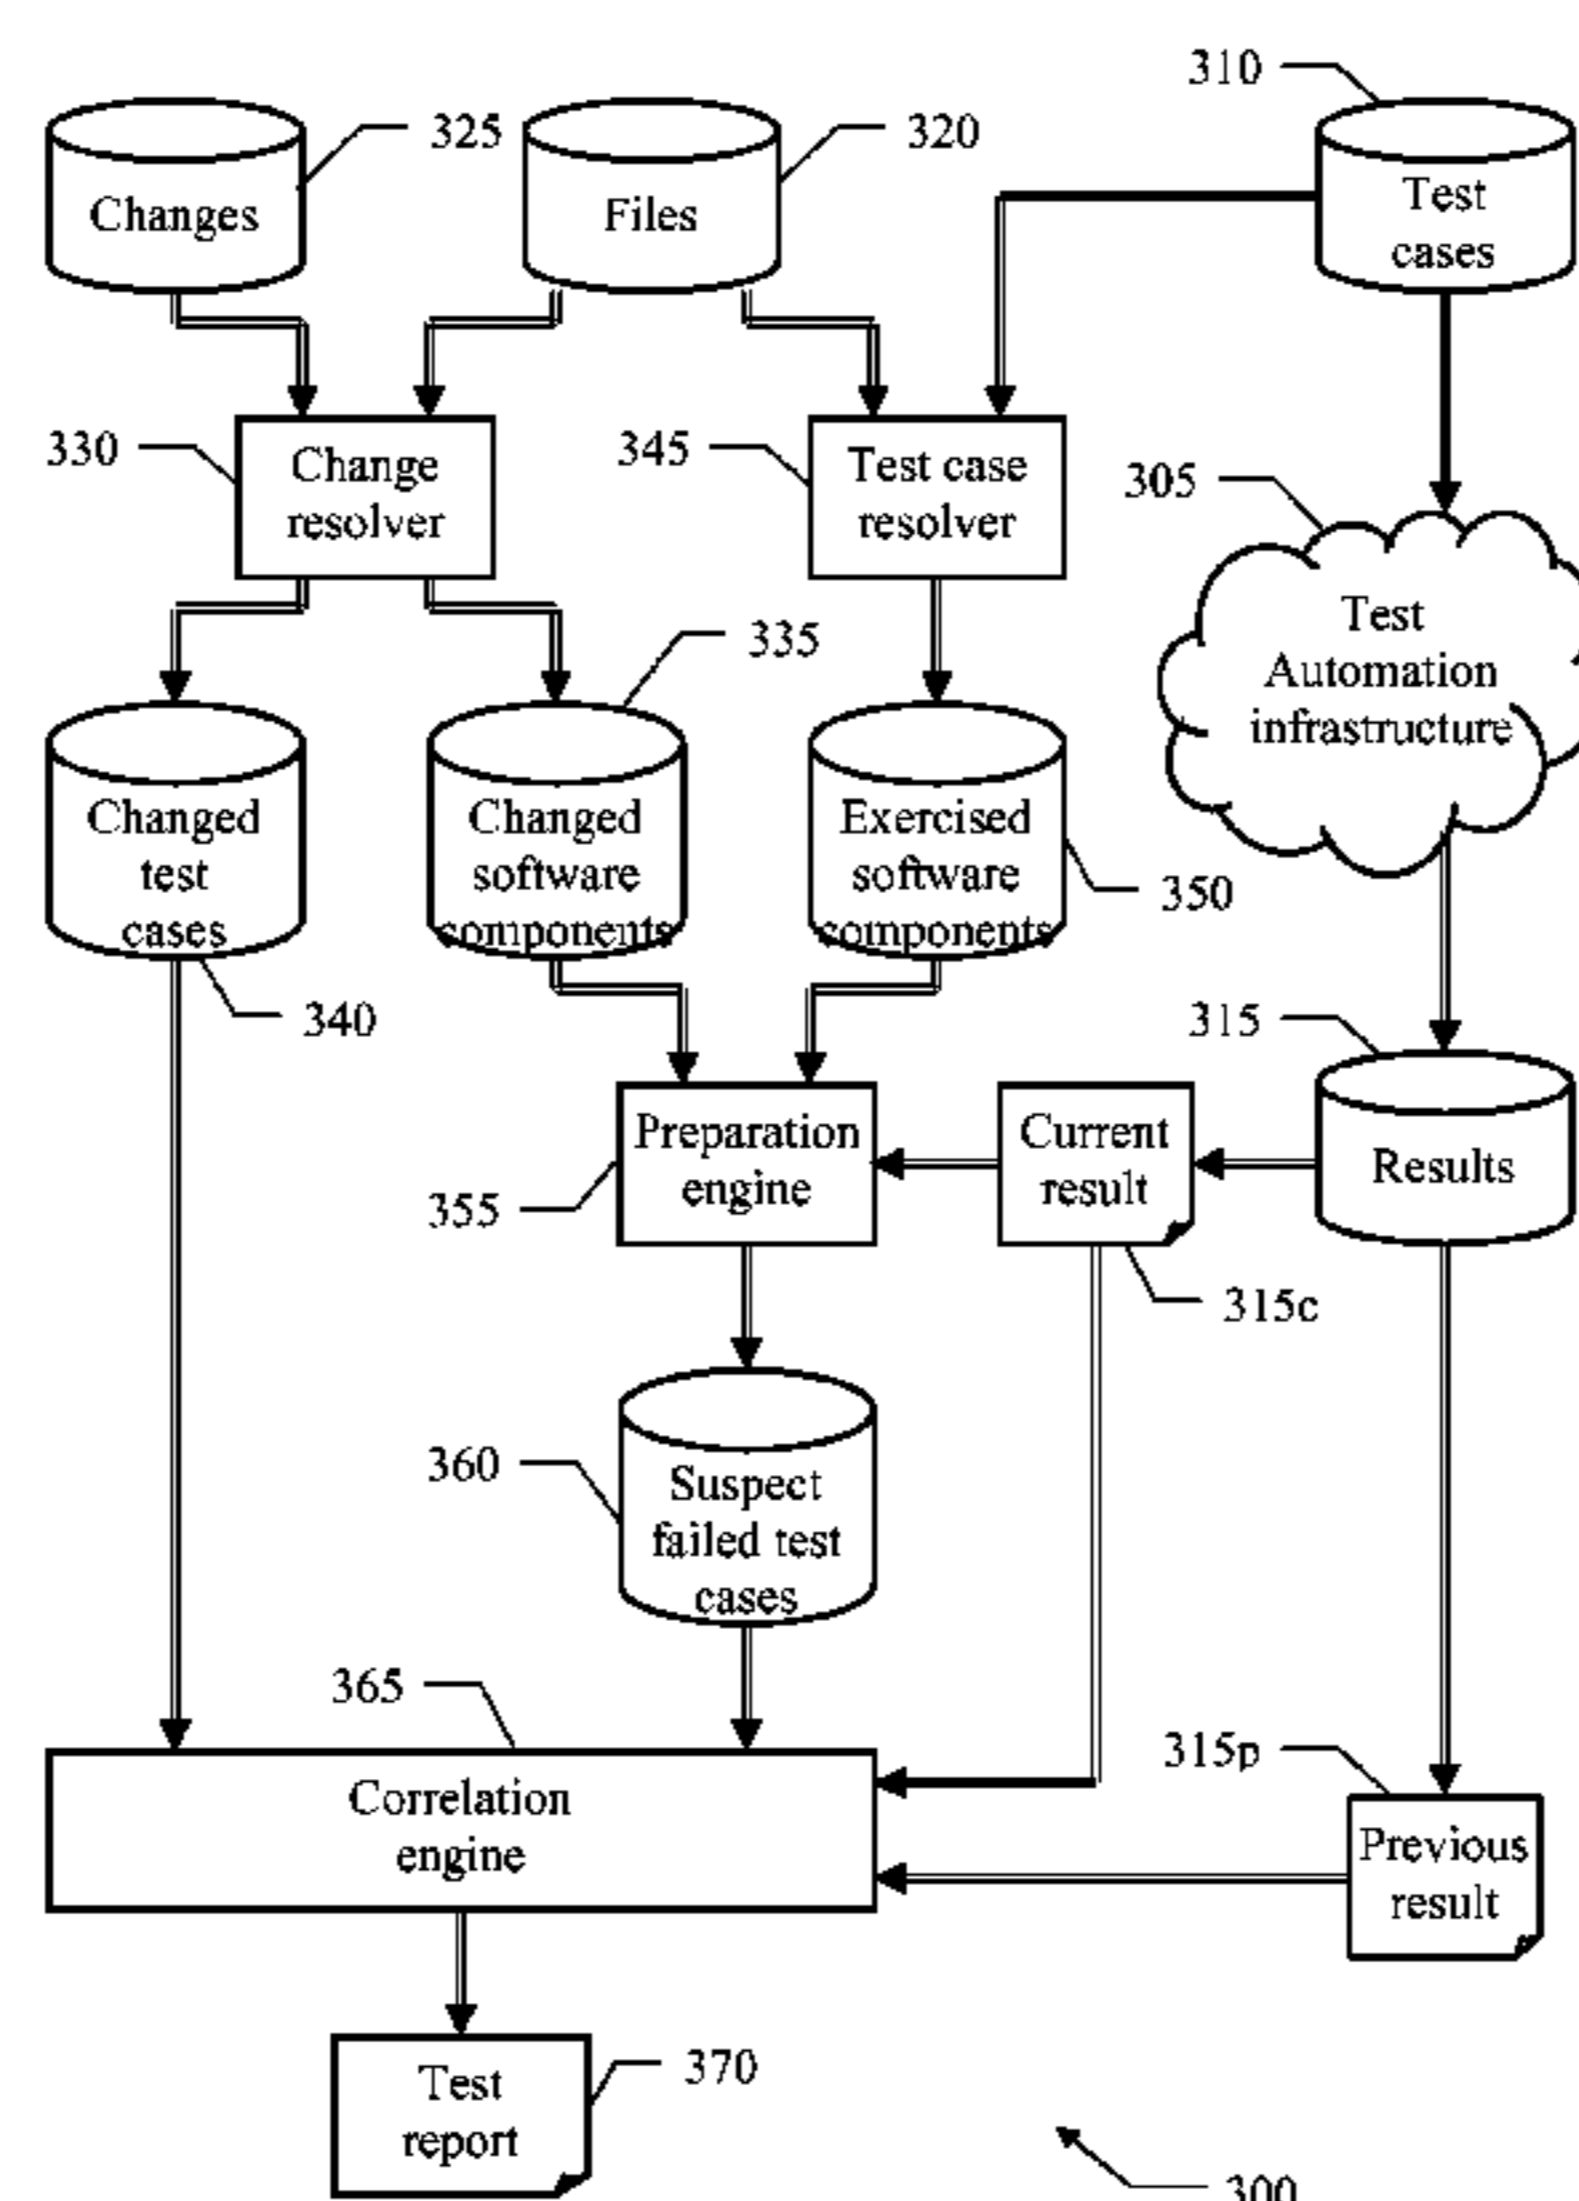 310
325
320
Changes
Files
Test
cases
330
Change
resolver
345
Test case
resolver
305
Test
Automation
infrastructure
335
Changed
test
cases
Changed
software
components
Exercised
software
components
350
340
315
Preparation
engine
Current
result
Results
355
315c
360
Suspect
failed test
cases
365
315p
Correlation
engine
Previous
result
Test
report
370
300